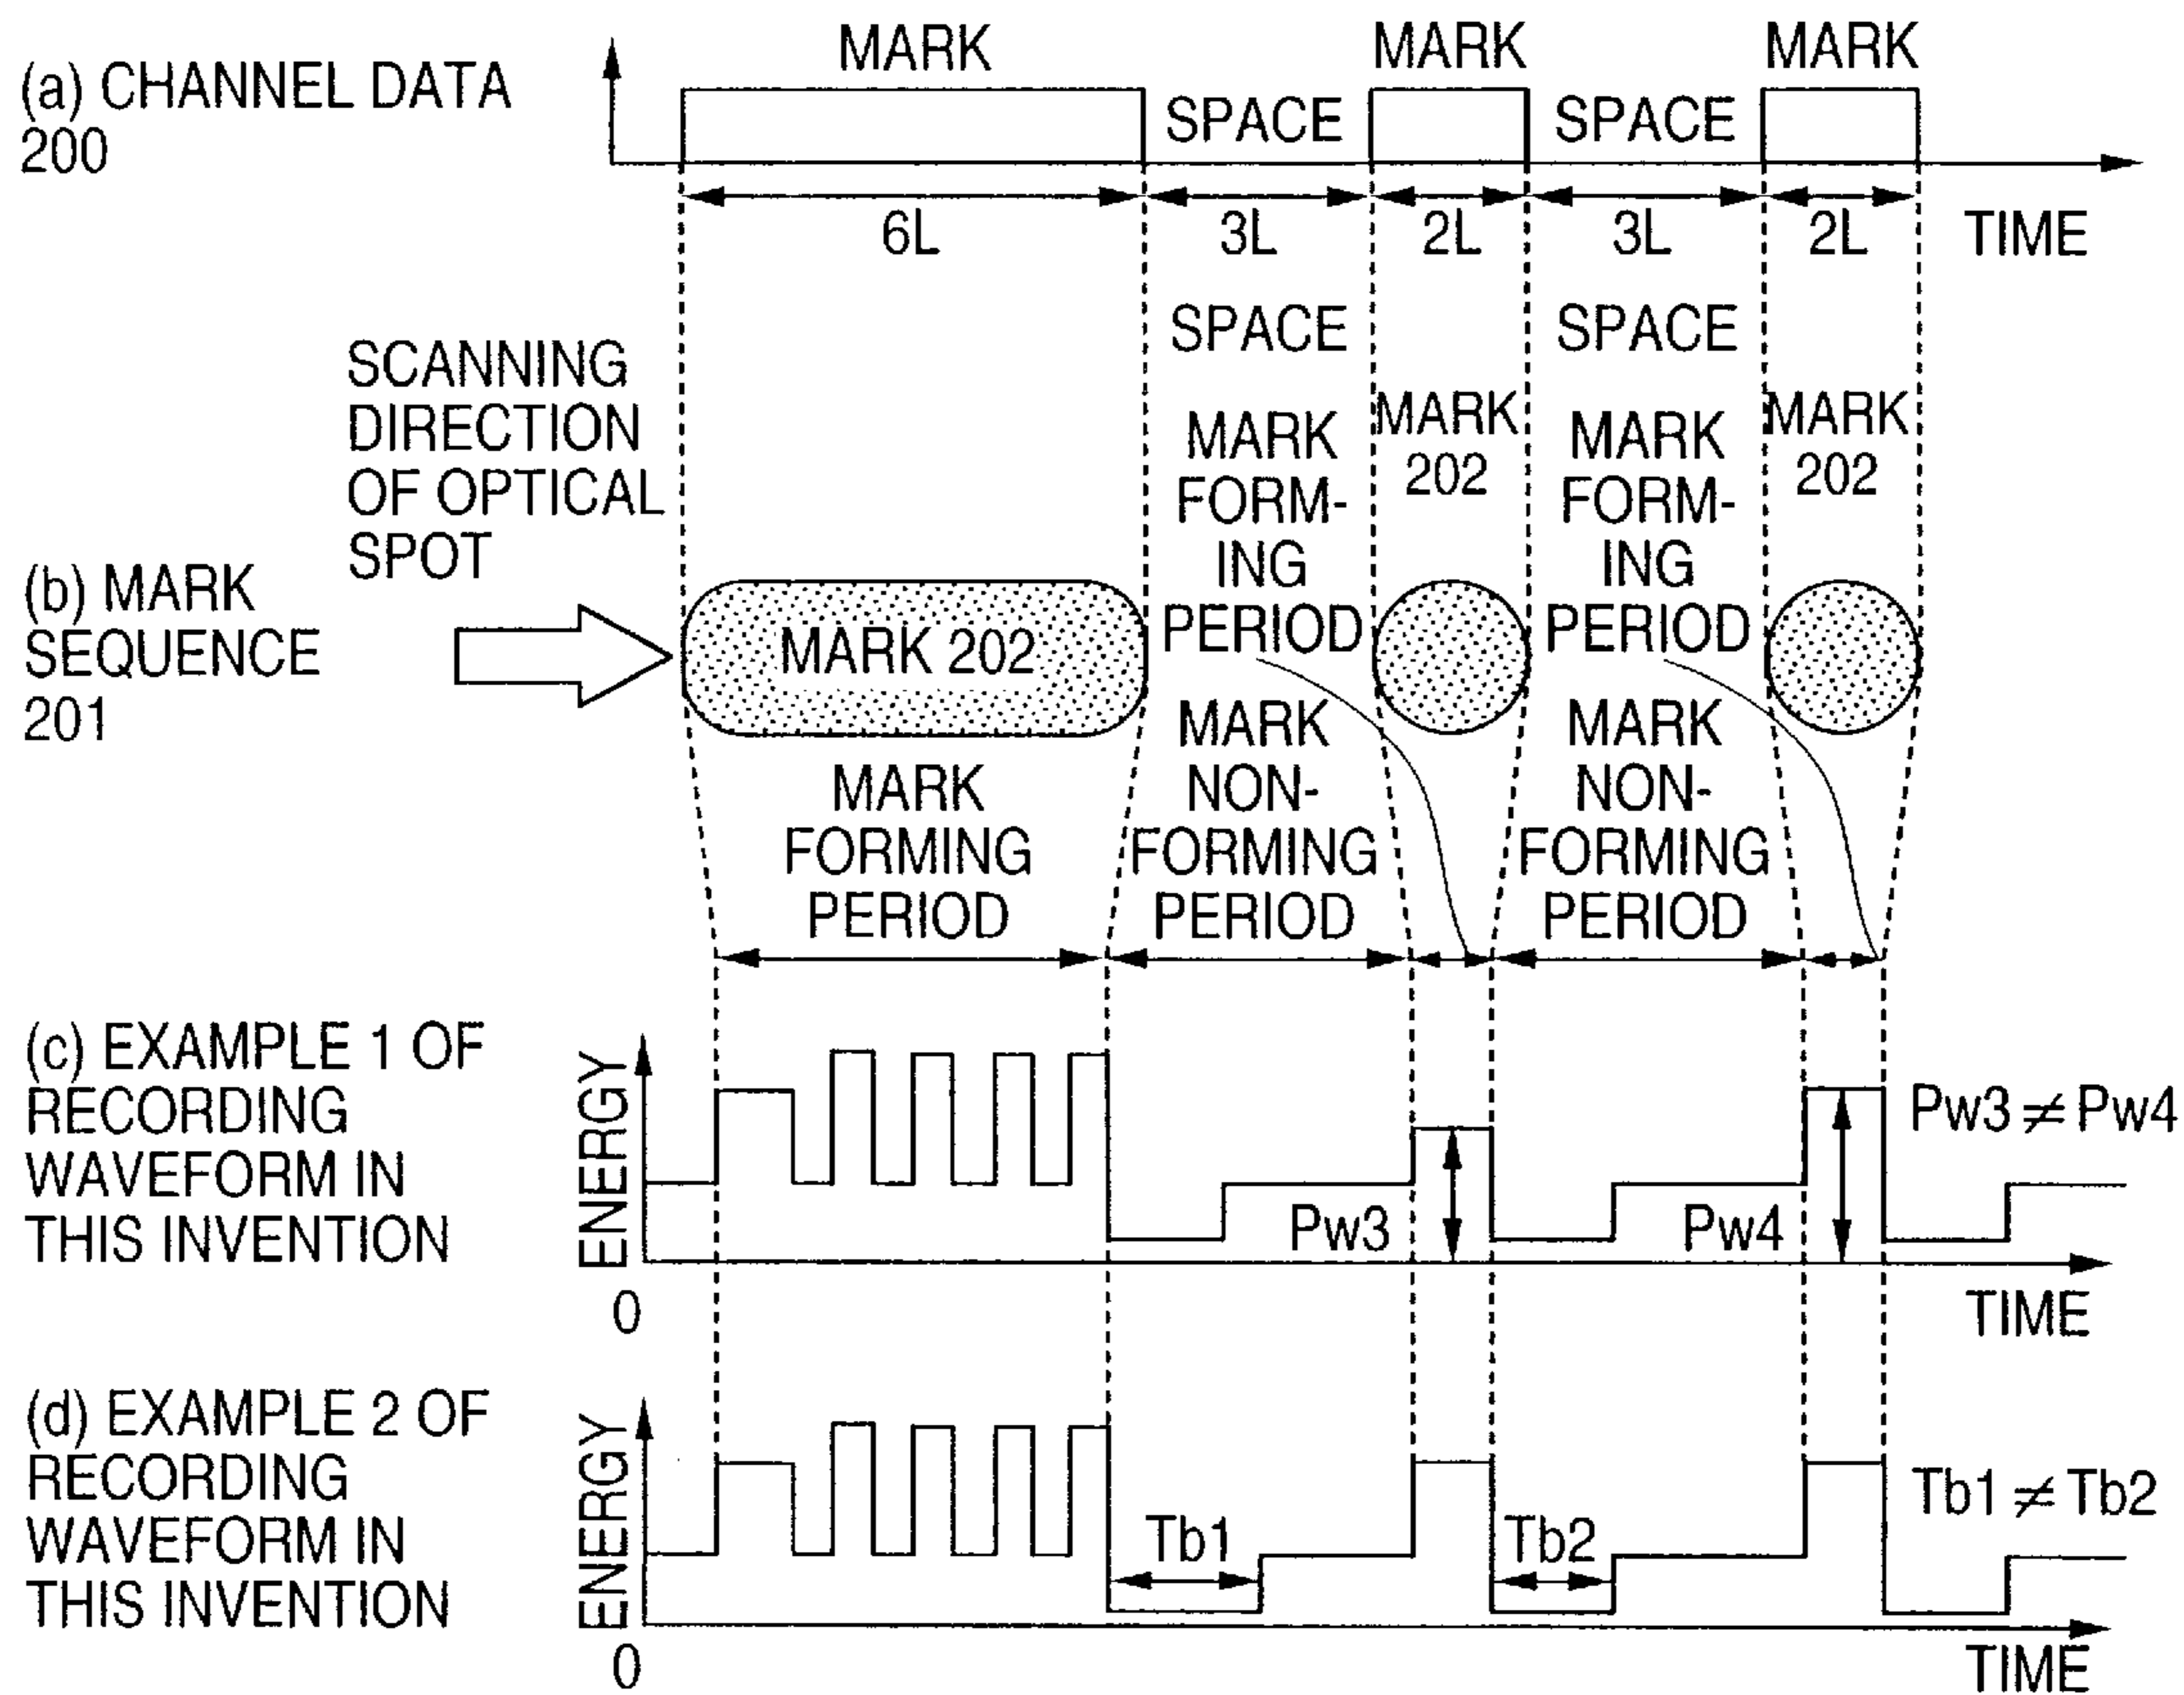 (a) CHANNEL DATA
200
MARK
MARK
MARK
SPACE
SPACE
6L
3L
2L
3L
2L
TIME
SCANNING
DIRECTION
OF OPTICAL
SPOT
(b) MARK
SEQUENCE
201
MARK 202
SPACE
MARK
FORM-
ING
PERIOD
MARK
202
SPACE
MARK
FORM-
ING
PERIOD
MARK
202
MARK
FORMING
PERIOD
MARK
NON-
FORMING
PERIOD
MARK
NON-
FORMING
PERIOD
(c) EXAMPLE 1 OF
RECORDING
WAVEFORM IN
THIS INVENTION
ENERGY
0
Pw3
Pw4
Pw3 ≠ Pw4
TIME
(d) EXAMPLE 2 OF
RECORDING
WAVEFORM IN
THIS INVENTION
ENERGY
0
Tb1
Tb2
Tb1 ≠ Tb2
TIME